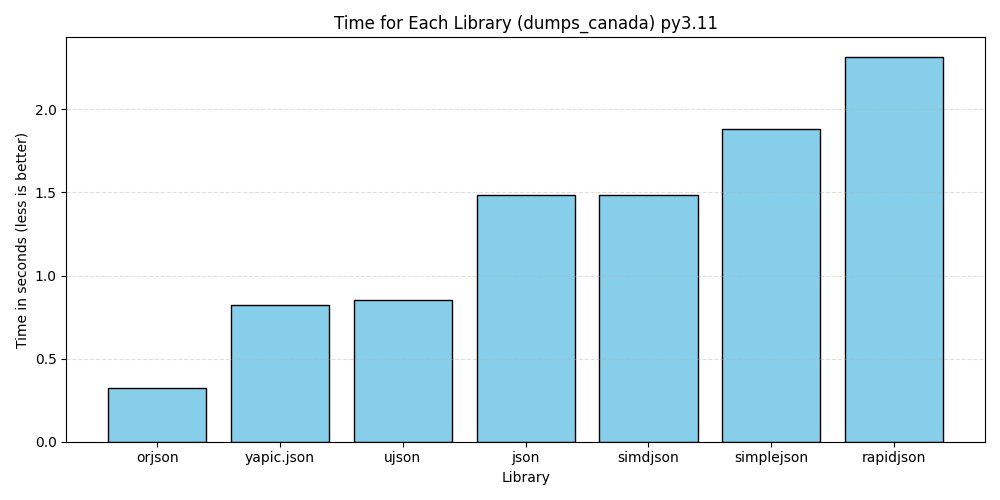 Time for Each Library (dumps_canada) py3.11
Time in seconds (less is better)
2.0
1.5
1.0
0.5
0.0
orjson yapic.json ujson json simdjson simplejson rapidjson
Library